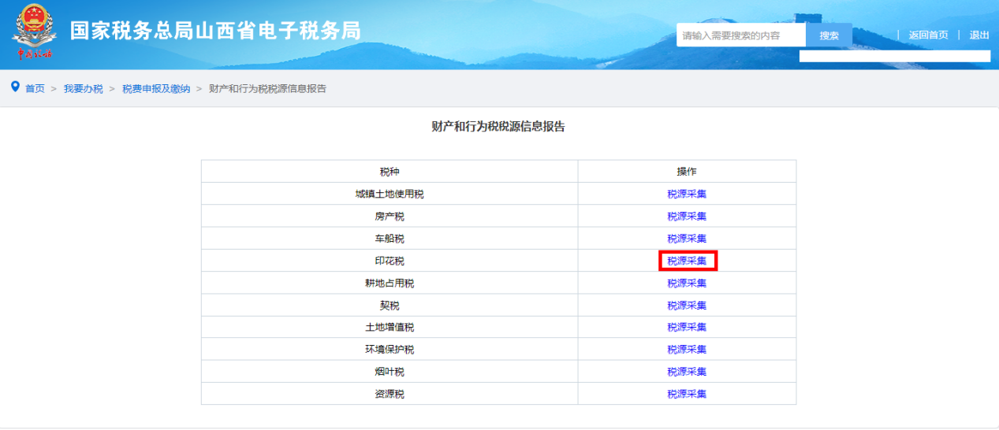 国家税务总局山西省电子税务局
中国税务
请输入需要搜索的内容 搜索 | 返回首页 | 退出
首页 > 我要办税 > 税费申报及缴纳 > 财产和行为税税源信息报告
财产和行为税税源信息报告
税种 操作
城镇土地使用税 税源采集
房产税 税源采集
车船税 税源采集
印花税 税源采集
耕地占用税 税源采集
契税 税源采集
土地增值税 税源采集
环境保护税 税源采集
烟叶税 税源采集
资源税 税源采集